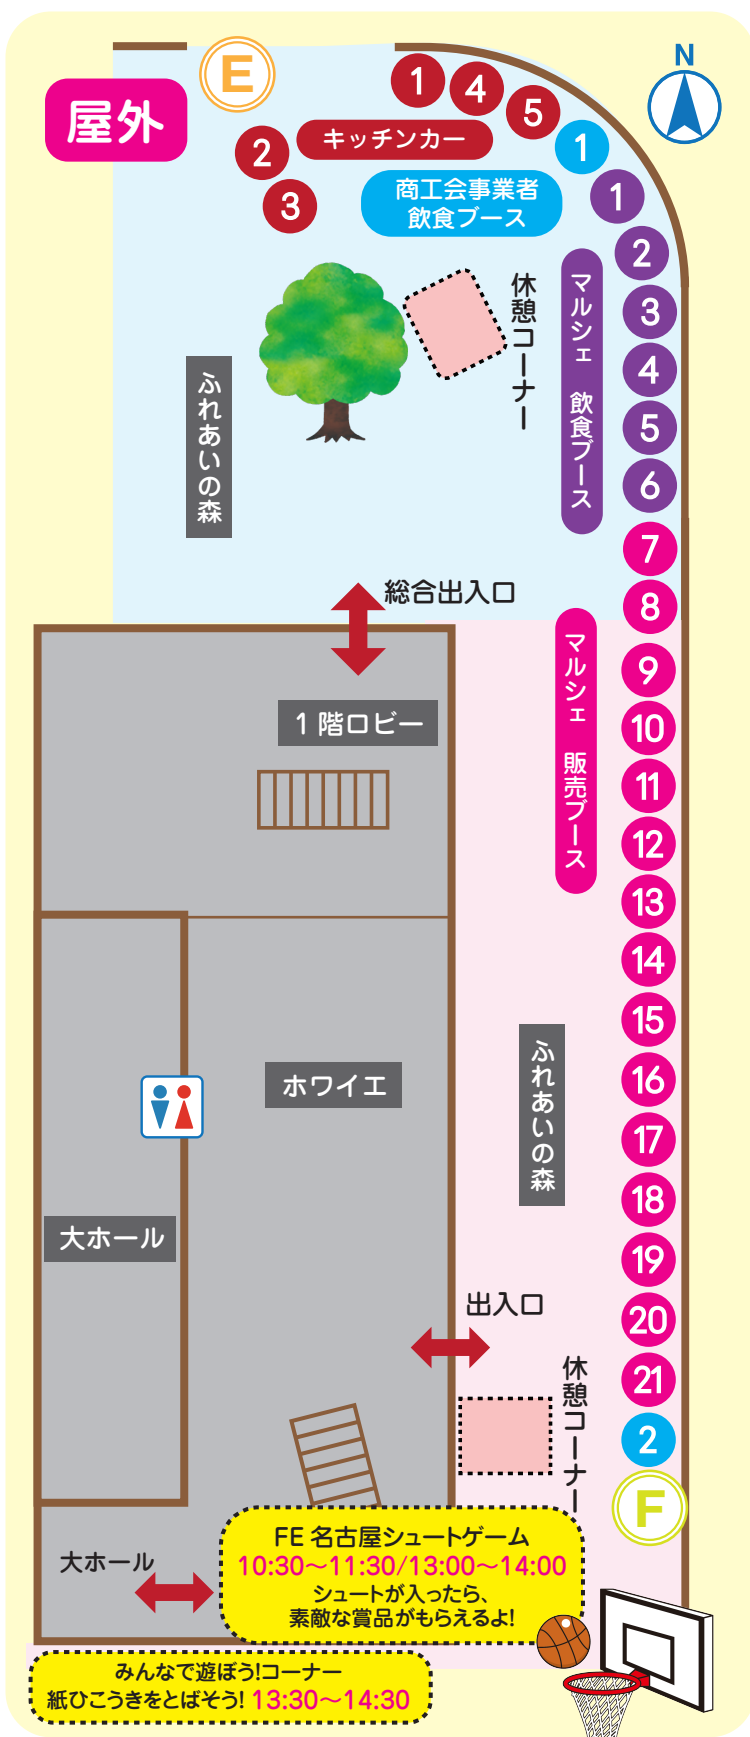 E
N
屋外
1
4
5
2
キッチンカー
1
3
商工会事業者
飲食ブース
1
2
休憩コーナー
マルシェ 飲食ブース
3
4
5
6
ふれあいの森
7
総合出入口
8
マルシェ 販売ブース
9
1階ロビー
10
11
12
13
14
15
ふれあいの森
ホワイエ
16
17
18
大ホール
19
出入口
20
休憩コーナー
21
2
F
FE 名古屋シュートゲーム
10:30〜11:30/13:00〜14:00
シュートが入ったら、
素敵な賞品がもらえるよ!
大ホール
みんなで遊ぼう!コーナー
紙ひこうきをとばそう! 13:30〜14:30